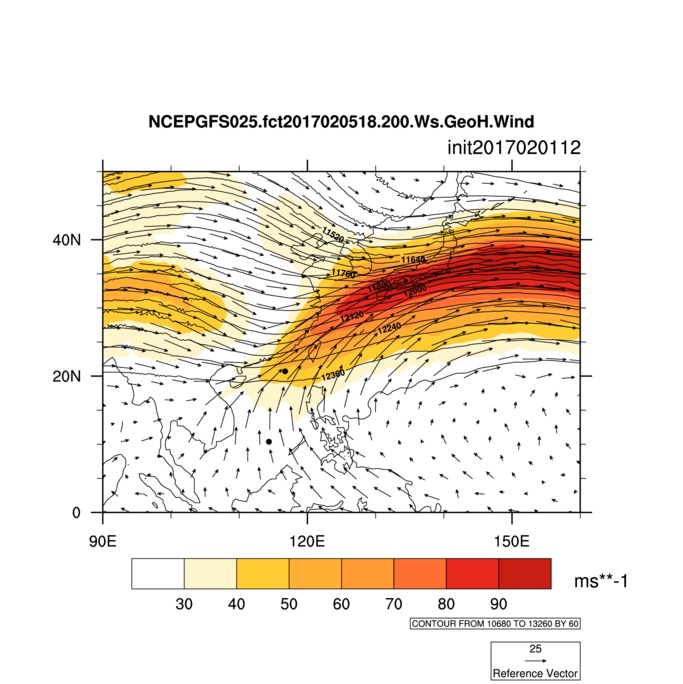 NCEPGFS025.fct2017020518.200.Ws.GeoH.Wind
init2017020112
40N
11520
11640
11760
12000
12120
12240
20N
12360
0
90E
120E
150E
ms**-1
30 40 50 60 70 80 90
CONTOUR FROM 10680 TO 13260 BY 60
25
Reference Vector